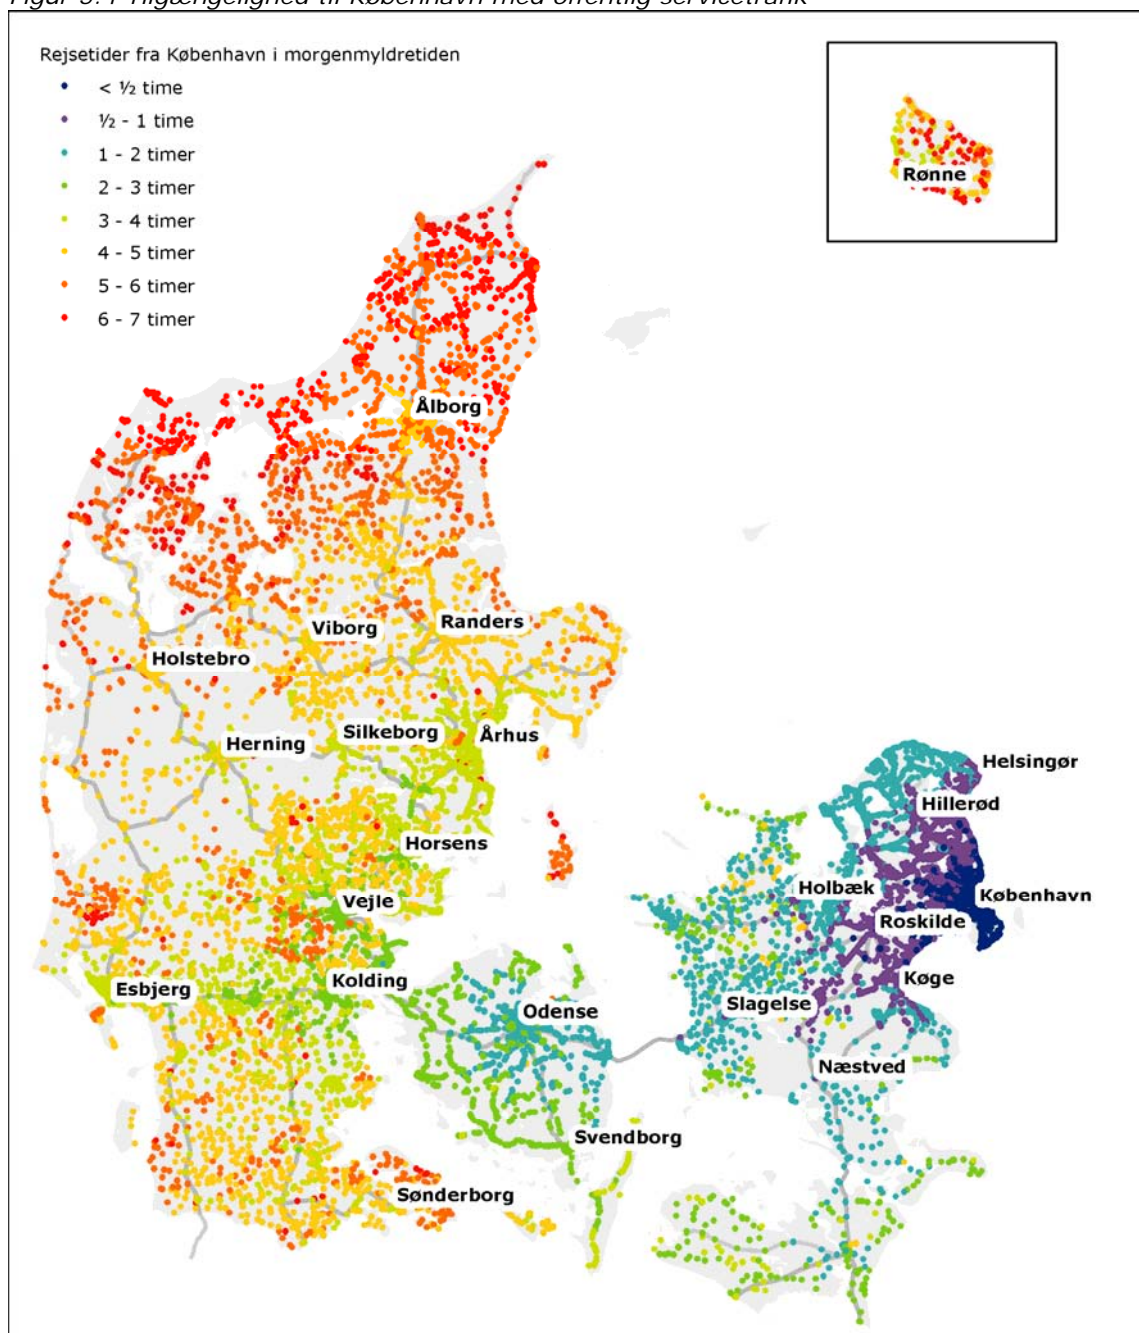 Rejsetider fra København i morgenmyldretiden
< ½ time
½ - 1 time
1 - 2 timer
2 - 3 timer
3 - 4 timer
4 - 5 timer
5 - 6 timer
6 - 7 timer
Rønne
Ålborg
Viborg
Randers
Holstebro
Silkeborg
Århus
Herning
Helsingør
Hillerød
Horsens
Holbæk
København
Vejle
Roskilde
Kolding
Køge
Esbjerg
Odense
Slagelse
Næstved
Svendborg
Sønderborg